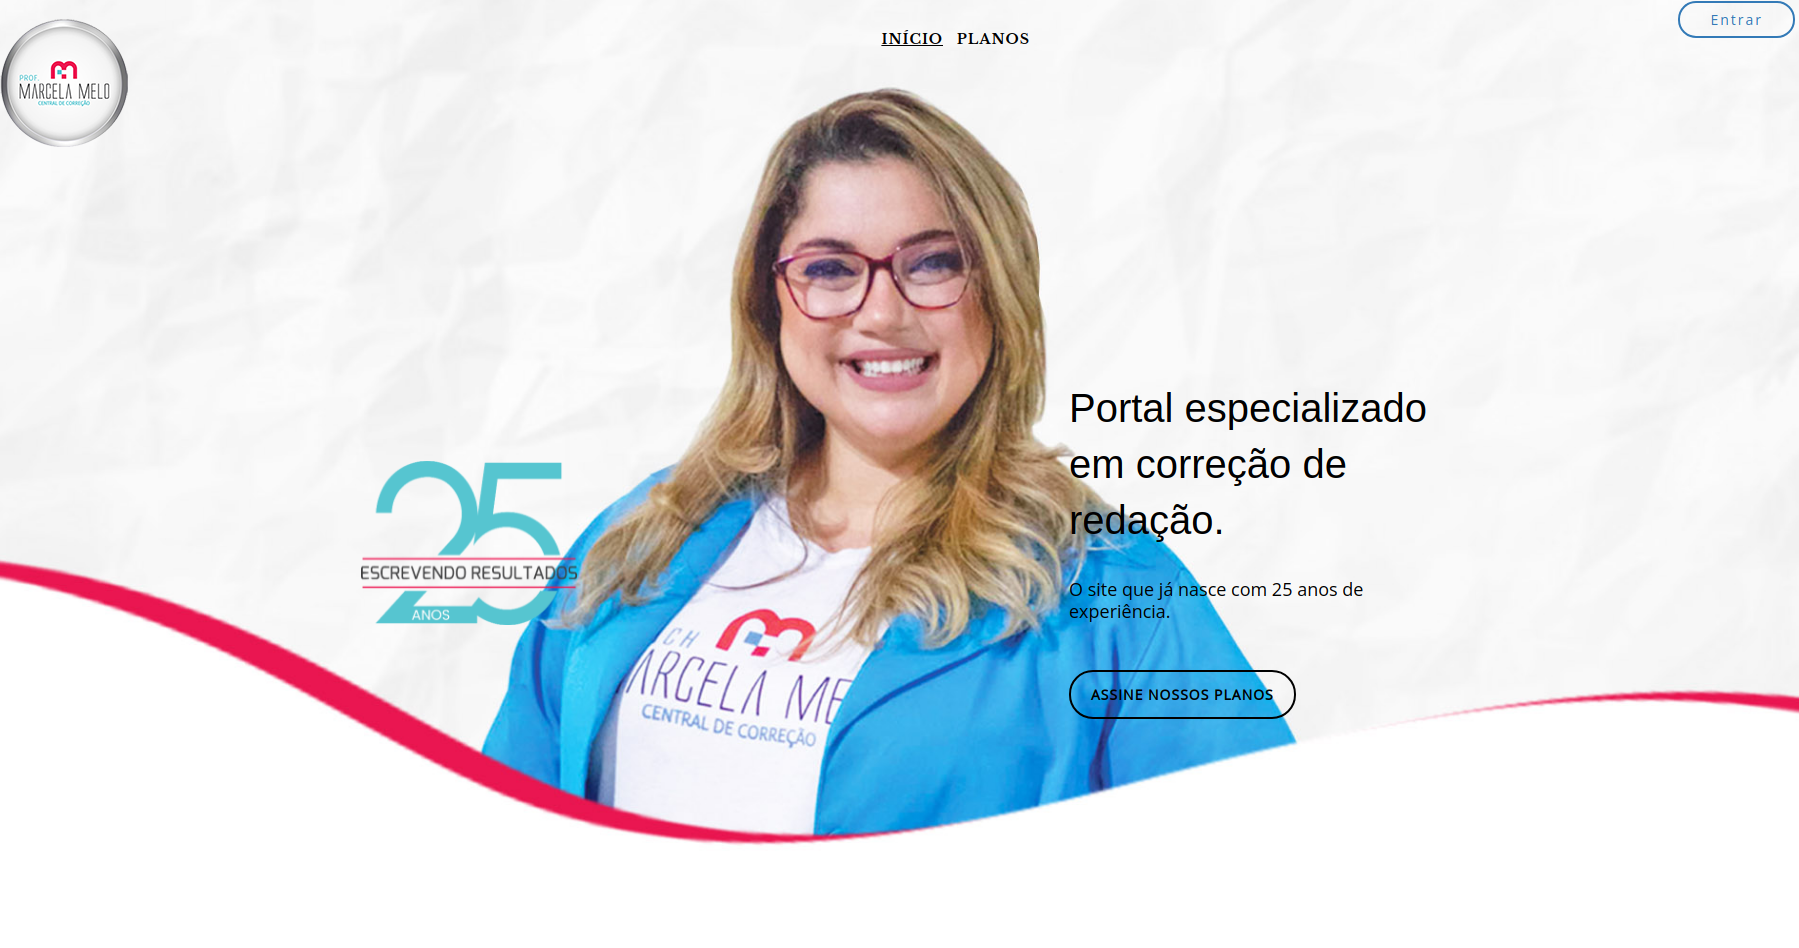 INÍCIO PLANOS
Entrar
PROF.
MARCELA MELO
CENTRAL DE CORREÇÃO
Portal especializado
em correção de
redação.
25
ESCREVENDO RESULTADOS
ANOS
O site que já nasce com 25 anos de
experiência.
CH
MARCELA ME
CENTRAL DE CORREÇÃO
ASSINE NOSSOS PLANOS